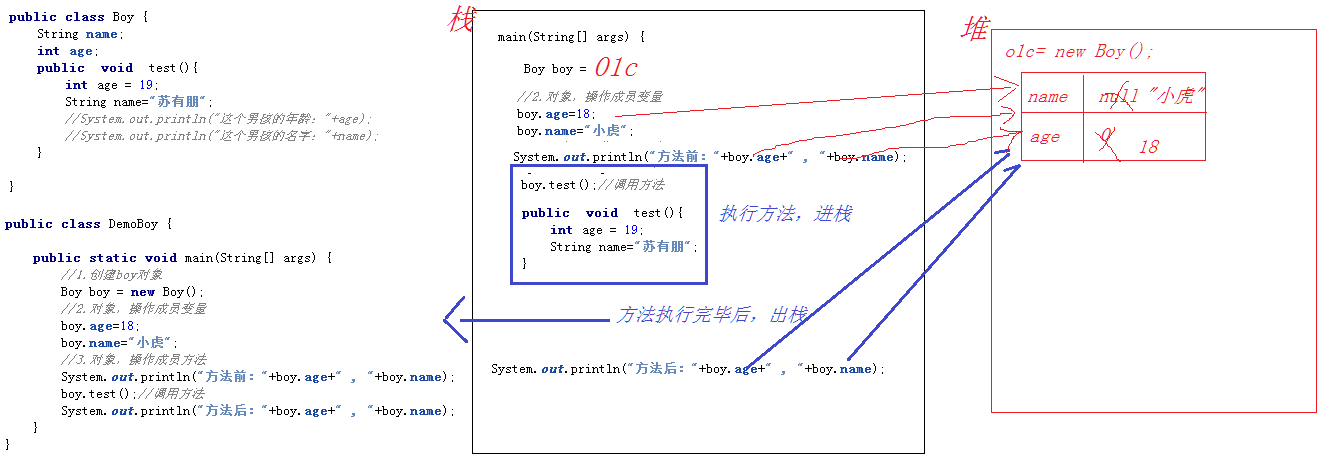 public class Boy {
String name;
int age;
public void test(){
int age = 19;
String name="苏有朋";
//System.out.println("这个男孩的年龄："+age);
//System.out.println("这个男孩的名字："+name);
}
}
public class DemoBoy {
public static void main(String[] args) {
//1.创建boy对象
Boy boy = new Boy();
//2.对象，操作成员变量
boy.age=18;
boy.name="小虎";
//3.对象，操作成员方法
System.out.println("方法前："+boy.age+" , "+boy.name);
boy.test();//调用方法
System.out.println("方法后："+boy.age+" , "+boy.name);
}
}
栈
main(String[] args) {
Boy boy = 01c
//2.对象，操作成员变量
boy.age=18;
boy.name="小虎";
System.out.println("方法前："+boy.age+" , "+boy.name);
boy.test();//调用方法
public void test(){
int age = 19;
String name="苏有朋";
}
执行方法，进栈
方法执行完毕后，出栈
System.out.println("方法后："+boy.age+" , "+boy.name);
堆
o1c= new Boy();
name null "小虎"
age 0 18